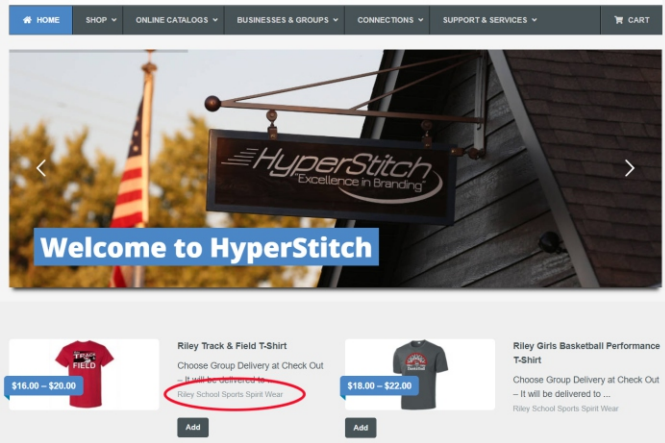 HOME
SHOP
ONLINE CATALOGS
BUSINESSES & GROUPS
CONNECTIONS
SUPPORT & SERVICES
CART
HyperStitch
"Excellence in Branding"
Welcome to HyperStitch
Riley Track & Field T-Shirt
Choose Group Delivery at Check Out
– It will be delivered to ...
Riley School Sports Spirit Wear
$16.00 – $20.00
TRACK
FIELD
Add
Riley Girls Basketball Performance
T-Shirt
Choose Group Delivery at Check Out
– It will be delivered to ...
Riley School Sports Spirit Wear
$18.00 – $22.00
Add